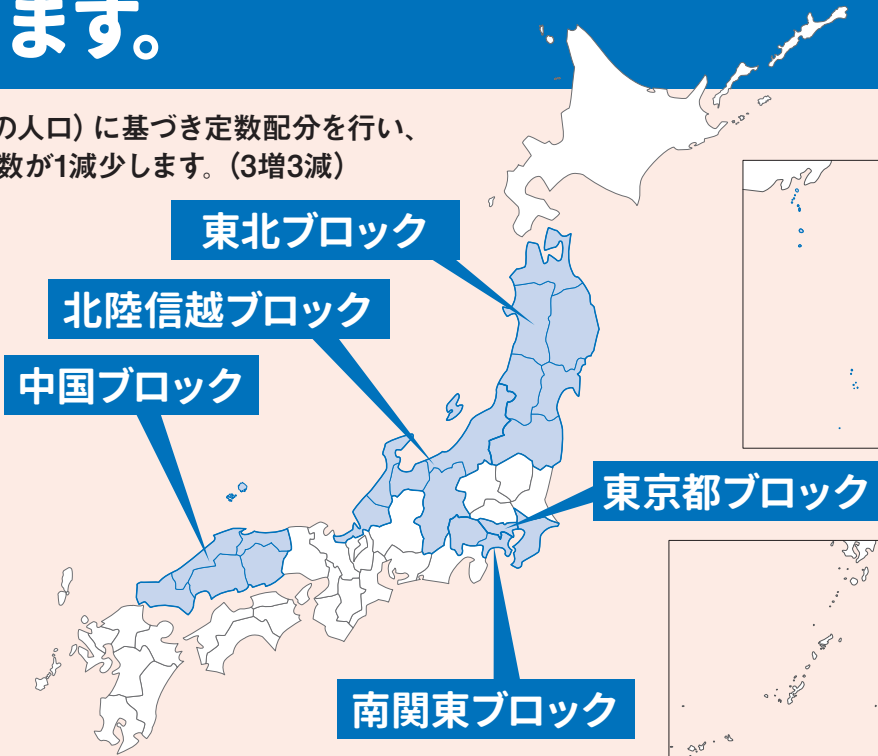 ます。
の人口）に基づき定数配分を行い、
数が1減少します。（3増3減）
東北ブロック
北陸信越ブロック
中国ブロック
東京都ブロック
南関東ブロック